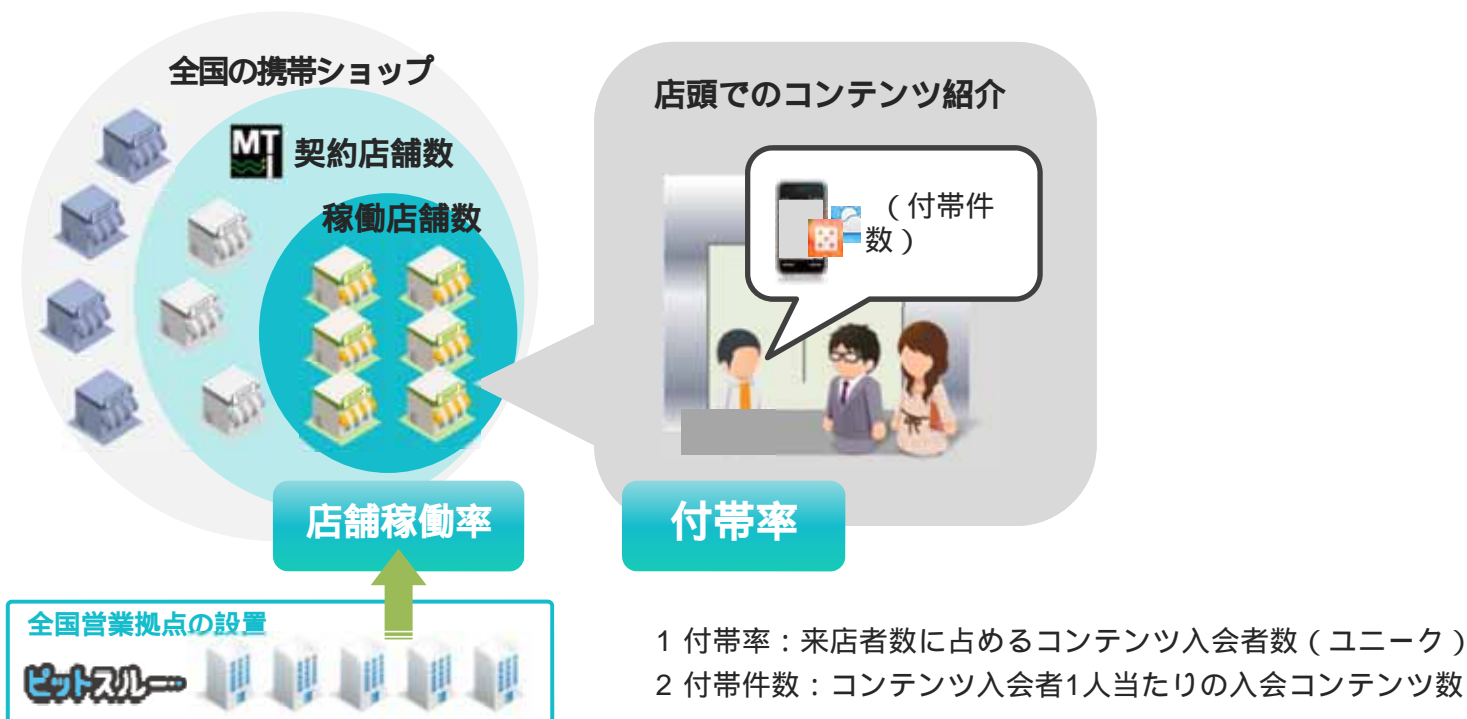 全国の携帯ショップ
MT 契約店舗数
稼働店舗数
店舗稼働率
全国営業拠点の設置
ピットスルー
店頭でのコンテンツ紹介
（付帯件
数）
付帯率
1 付帯率：来店者数に占めるコンテンツ入会者数（ユニーク）
2 付帯件数：コンテンツ入会者1人当たりの入会コンテンツ数